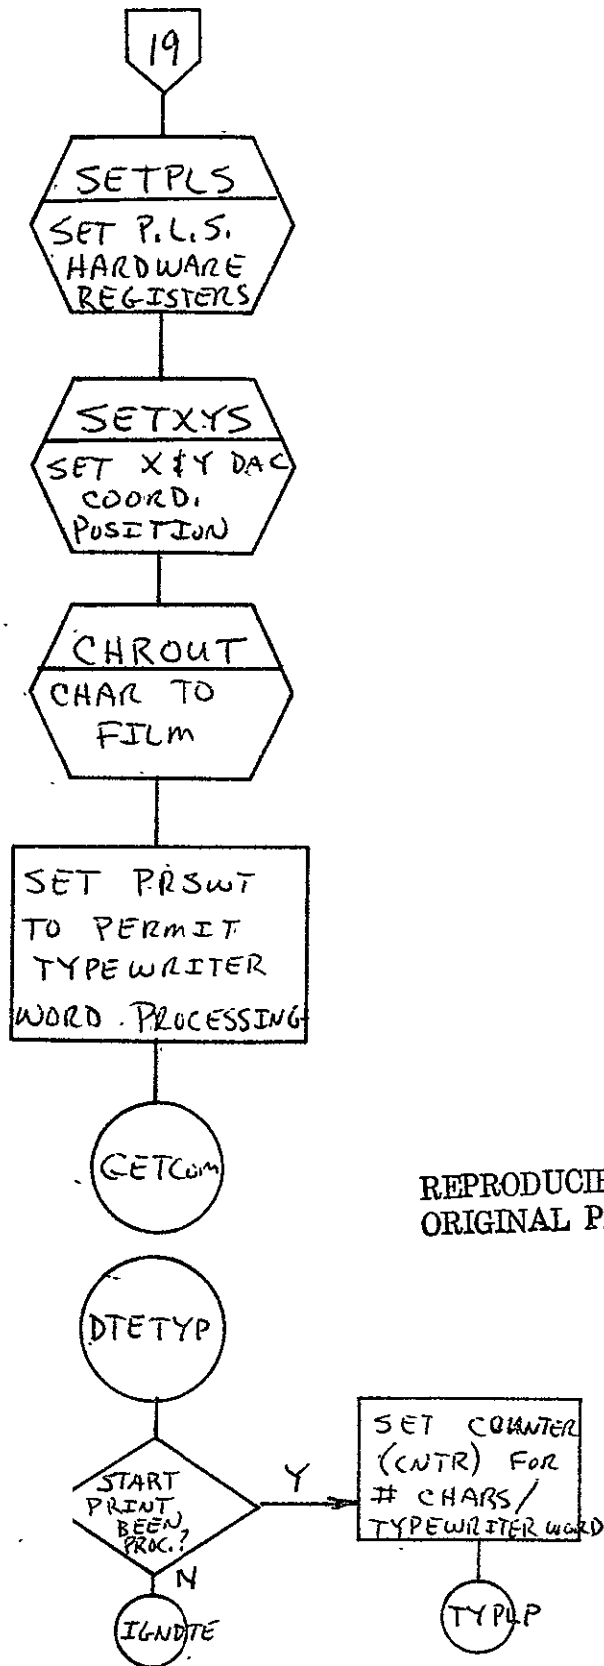 19
SETPLS
SET P.L.S.
HARDWARE
REGISTERS
SETXYS
SET X & Y DAC
COORD.
POSITION
CHROUT
CHAR TO
FILM
SET PRSWT
TO PERMIT
TYPEWRITER
WORD PROCESSING
GETCOM
REPRODUCI
ORIGINAL P
DTETYP
START
PRINT
BEEN
PROC.?
Y
SET COUNTER
(CNTR) FOR
# CHARS/
TYPEWRITER WORD
N
IGNDTE
TYPLP